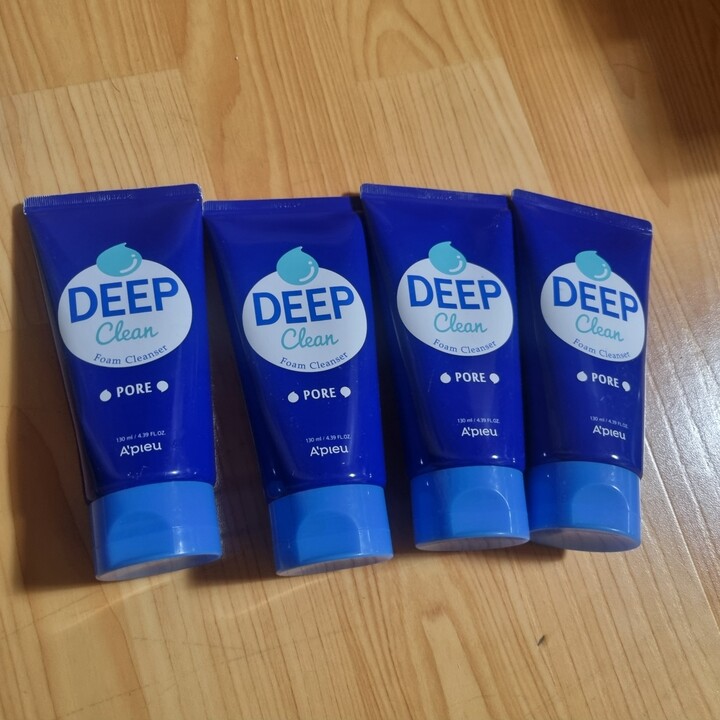 DEEP
Clean
Foam Cleanser
PORE
130 ml / 4.39 FL.OZ.
A'PIEU
DEEP
Clean
Foam Cleanser
PORE
130 ml / 4.39 FL.OZ.
A'PIEU
DEEP
Clean
Foam Cleanser
PORE
130 ml / 4.39 FL.OZ.
A'PIEU
DEEP
Clean
Foam Cleanser
PORE
130 ml / 4.39 FL.OZ.
A'PIEU